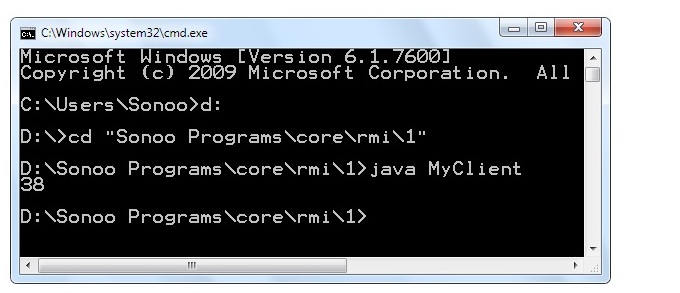 C:\Windows\system32\cmd.exe
Microsoft Windows [Version 6.1.7600]
Copyright (c) 2009 Microsoft Corporation.  All
C:\Users\Sonoo>d:
D:\>cd "Sonoo Programs\core\rmi\1"
D:\Sonoo Programs\core\rmi\1>java MyClient
38
D:\Sonoo Programs\core\rmi\1>